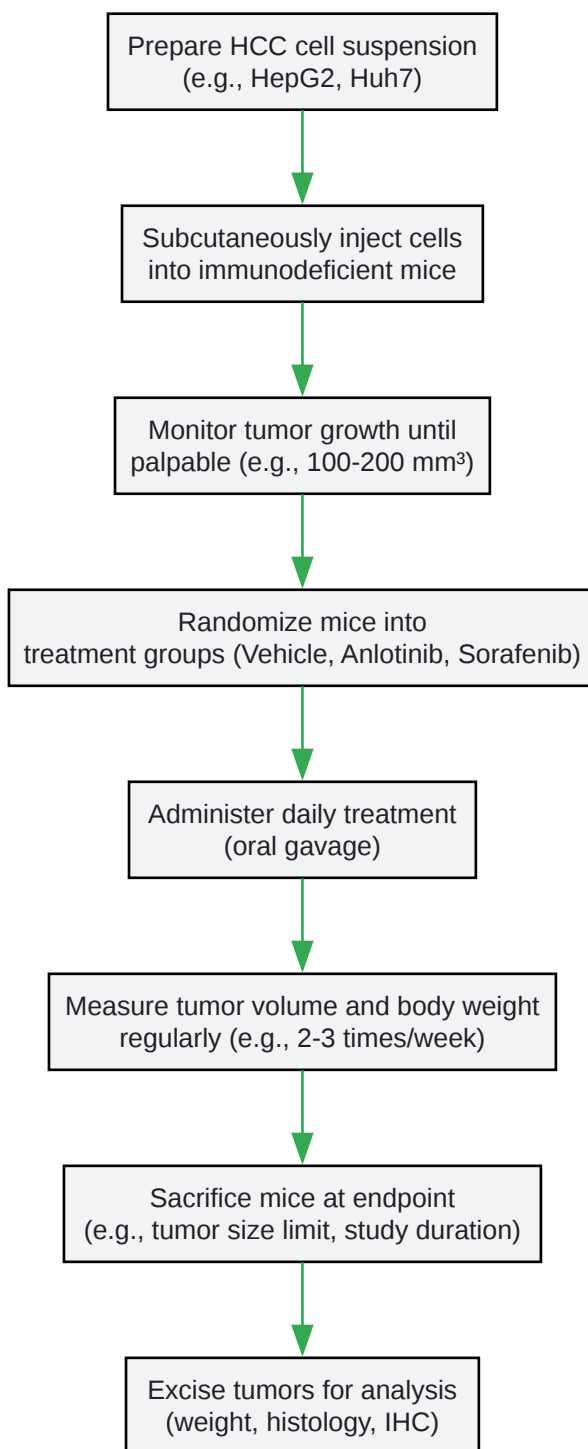 Prepare HCC cell suspension
(e.g., HepG2, Huh7)
Subcutaneously inject cells
into immunodeficient mice
Monitor tumor growth until
palpable (e.g., 100-200 mm³)
Randomize mice into
treatment groups (Vehicle, Anlotinib, Sorafenib)
Administer daily treatment
(oral gavage)
Measure tumor volume and body weight
regularly (e.g., 2-3 times/week)
Sacrifice mice at endpoint
(e.g., tumor size limit, study duration)
Excise tumors for analysis
(weight, histology, IHC)